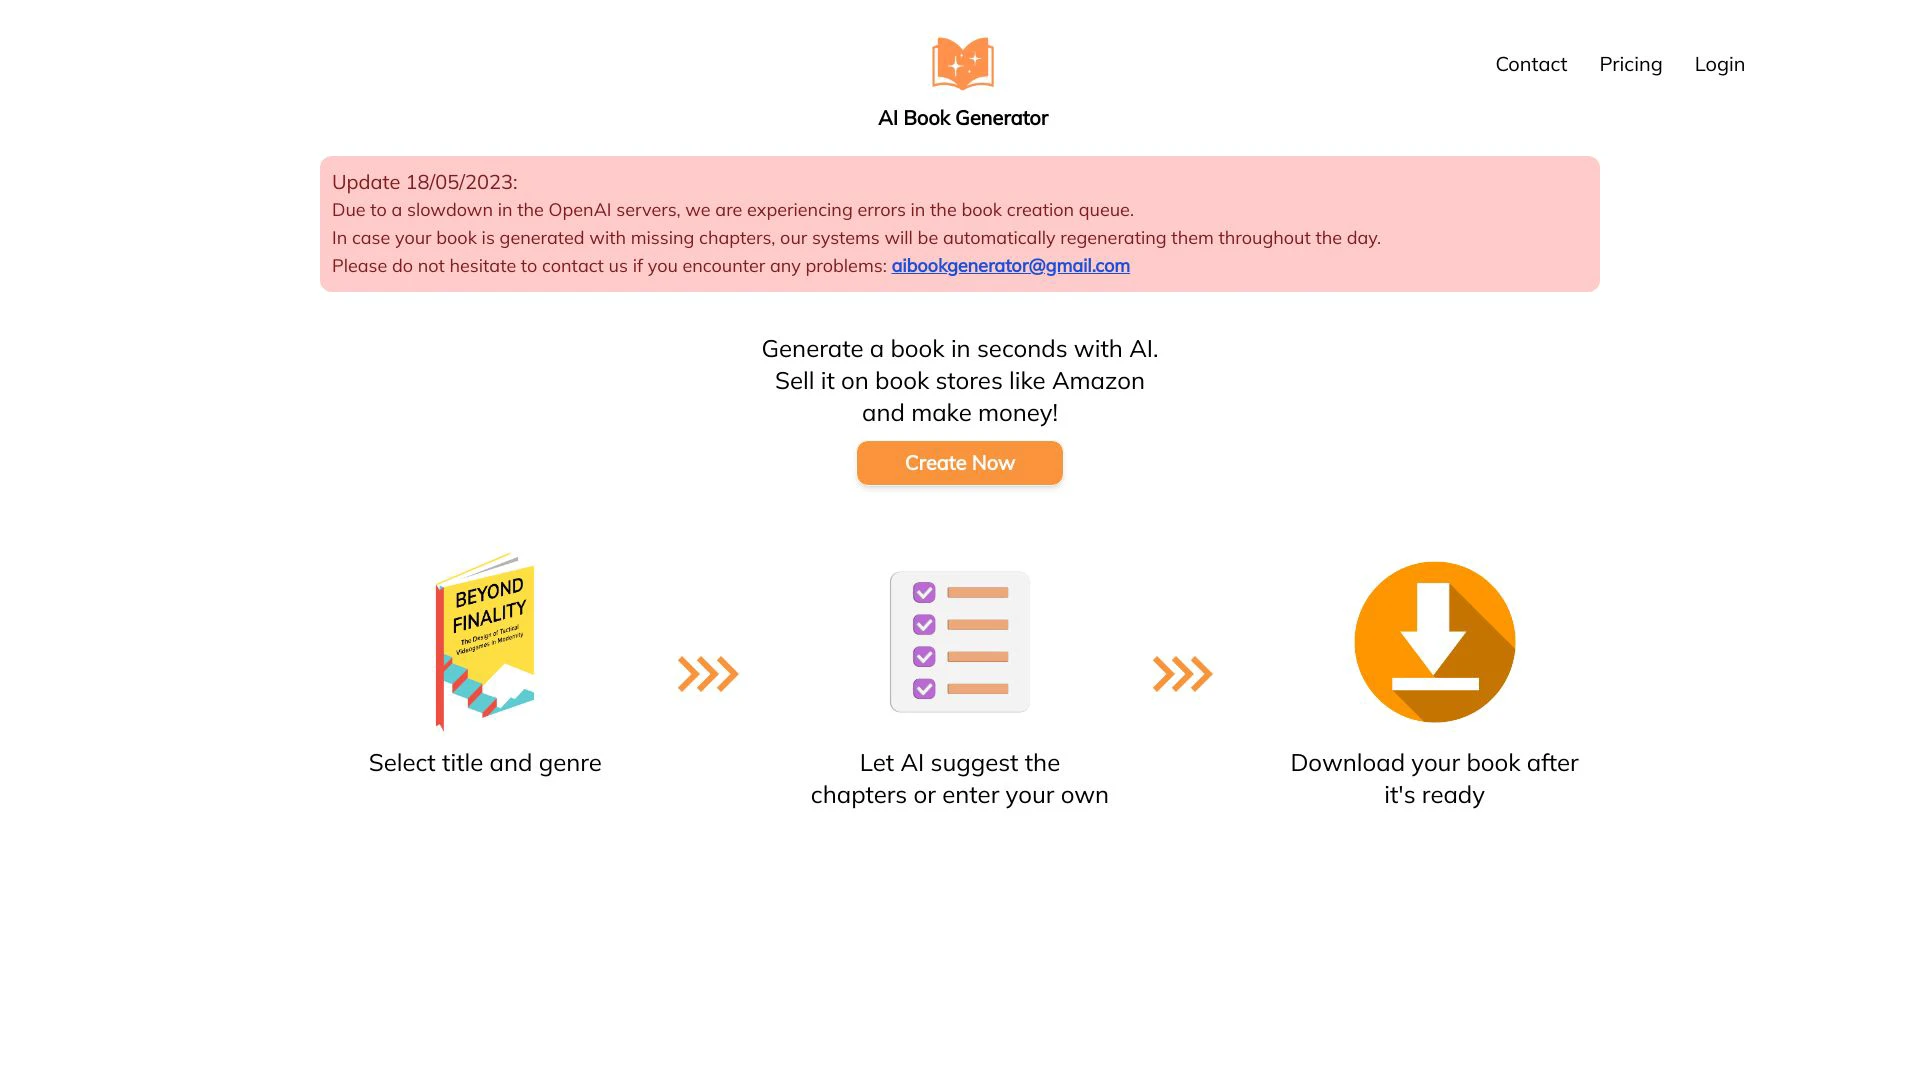 Contact Pricing Login
AI Book Generator
Update 18/05/2023:
Due to a slowdown in the OpenAI servers, we are experiencing errors in the book creation queue.
In case your book is generated with missing chapters, our systems will be automatically regenerating them throughout the day.
Please do not hesitate to contact us if you encounter any problems: aibookgenerator@gmail.com
Generate a book in seconds with AI.
Sell it on book stores like Amazon
and make money!
Create Now
BEYOND
FINALITY
The Design of Tactical
Videogames in Modernity
Select title and genre
Let AI suggest the
chapters or enter your own
Download your book after
it's ready